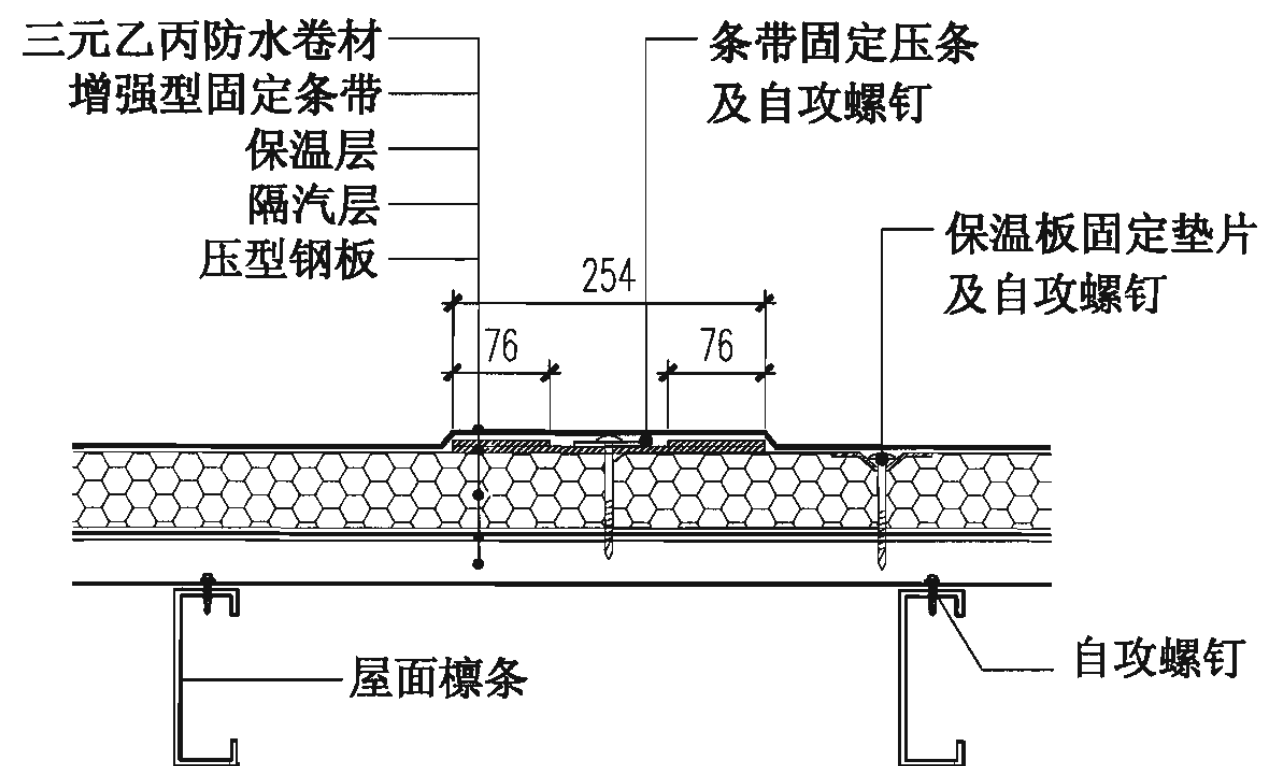 三元乙丙防水卷材
增强型固定条带
保温层
隔汽层
压型钢板
条带固定压条
及自攻螺钉
保温板固定垫片
及自攻螺钉
254
76
76
屋面檩条
自攻螺钉